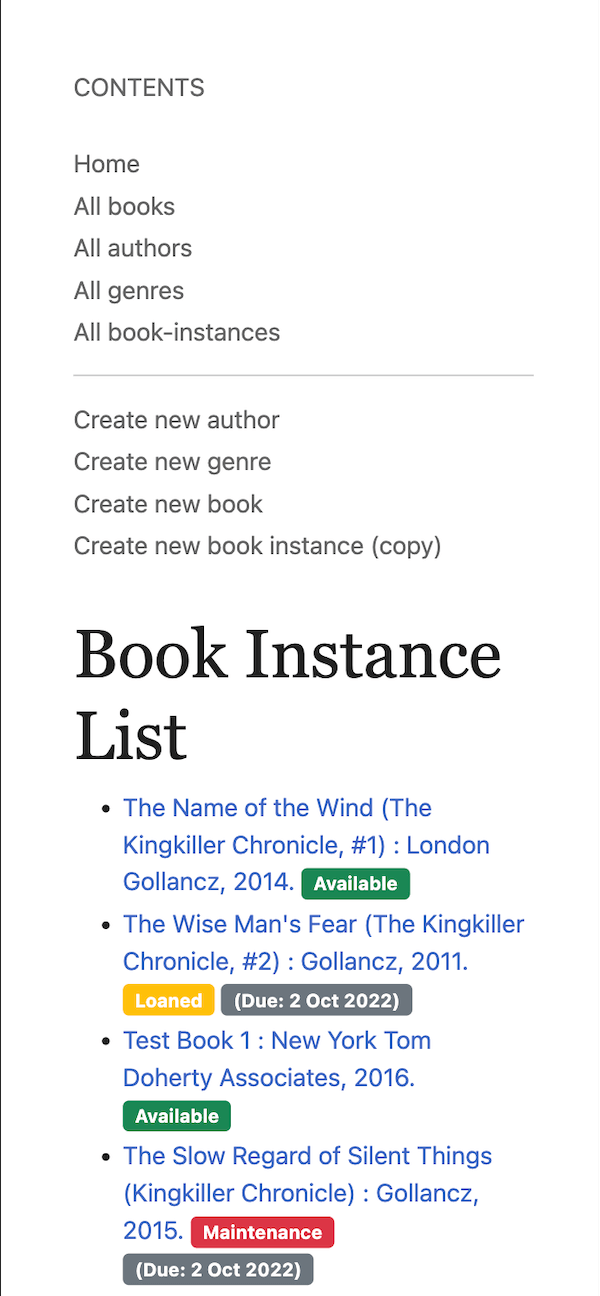 CONTENTS
Home
All books
All authors
All genres
All book-instances
Create new author
Create new genre
Create new book
Create new book instance (copy)
Book Instance
List
The Name of the Wind (The
Kingkiller Chronicle, #1) : London
Gollancz, 2014. Available
The Wise Man's Fear (The Kingkiller
Chronicle, #2) : Gollancz, 2011.
Loaned (Due: 2 Oct 2022)
Test Book 1 : New York Tom
Doherty Associates, 2016.
Available
The Slow Regard of Silent Things
(Kingkiller Chronicle) : Gollancz,
2015. Maintenance
(Due: 2 Oct 2022)